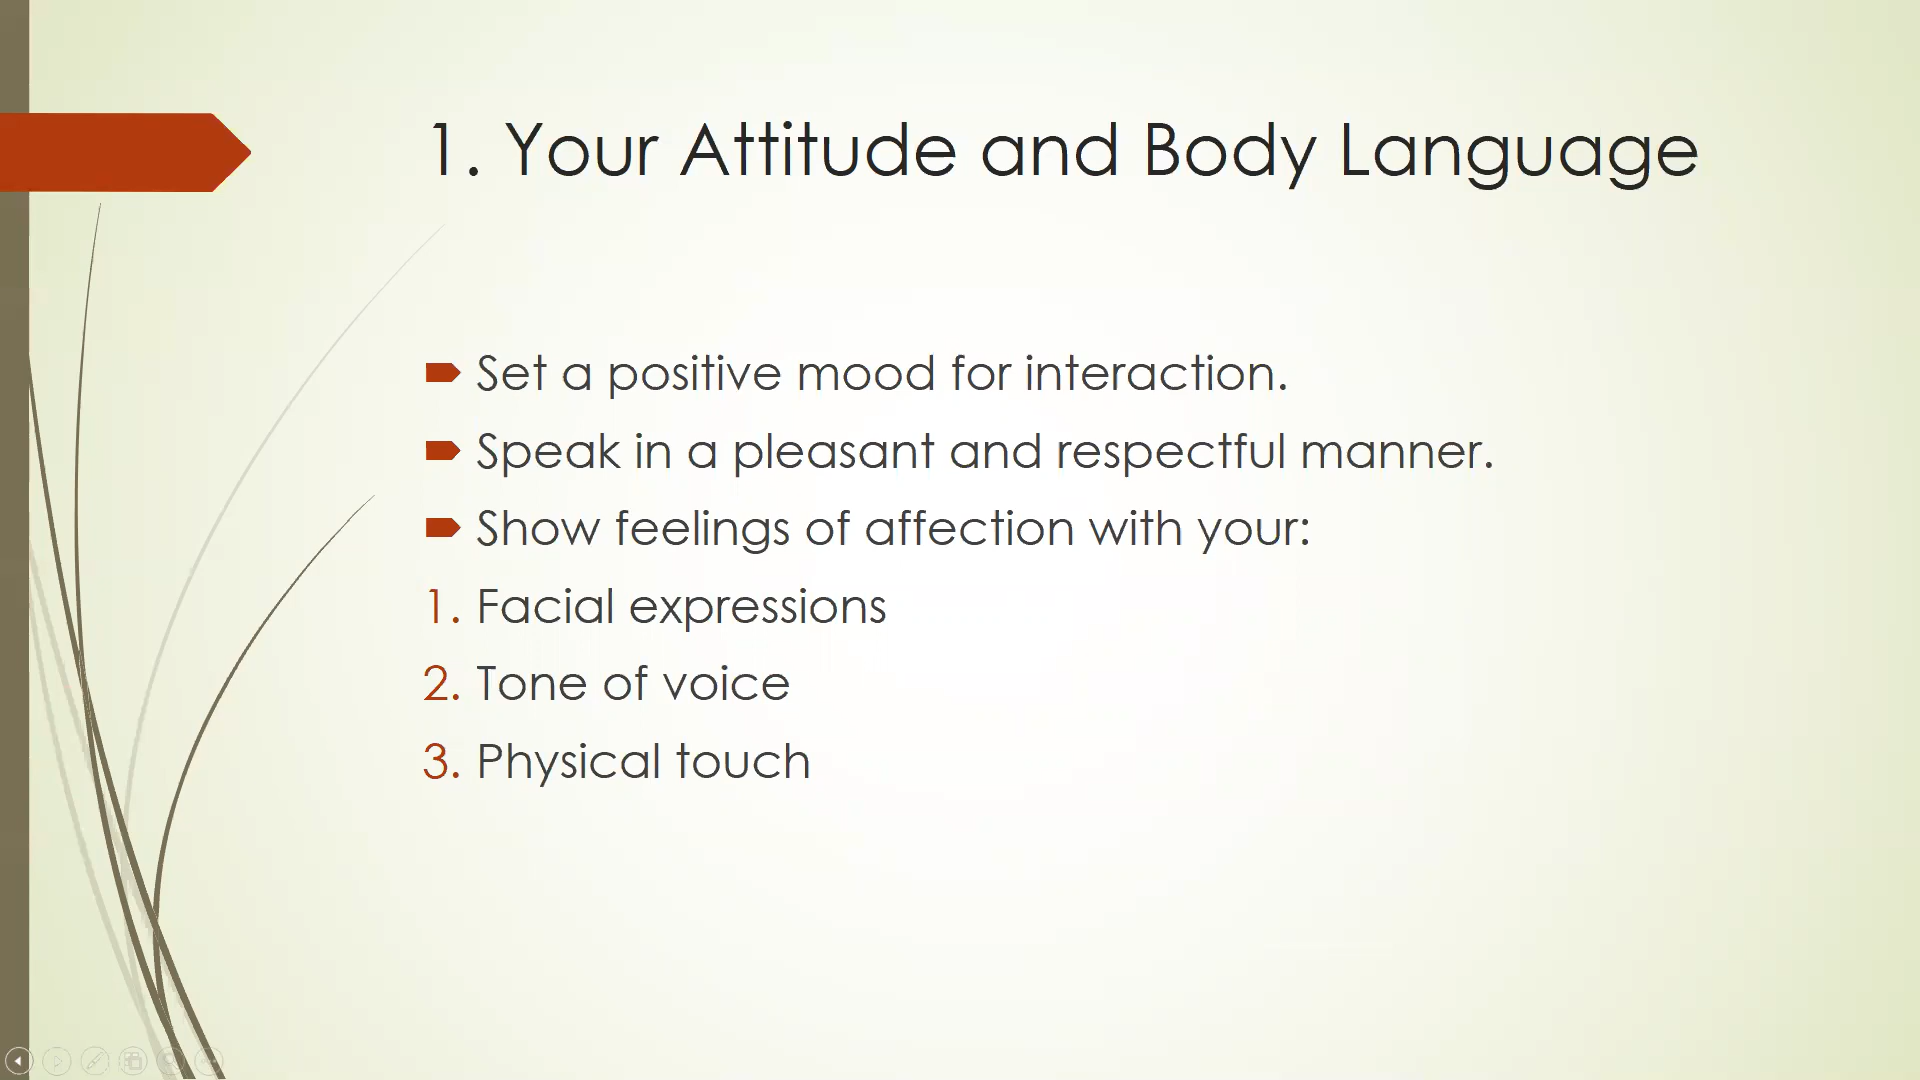 1. Your Attitude and Body Language
Set a positive mood for interaction.
Speak in a pleasant and respectful manner.
Show feelings of affection with your:
1. Facial expressions
2. Tone of voice
3. Physical touch